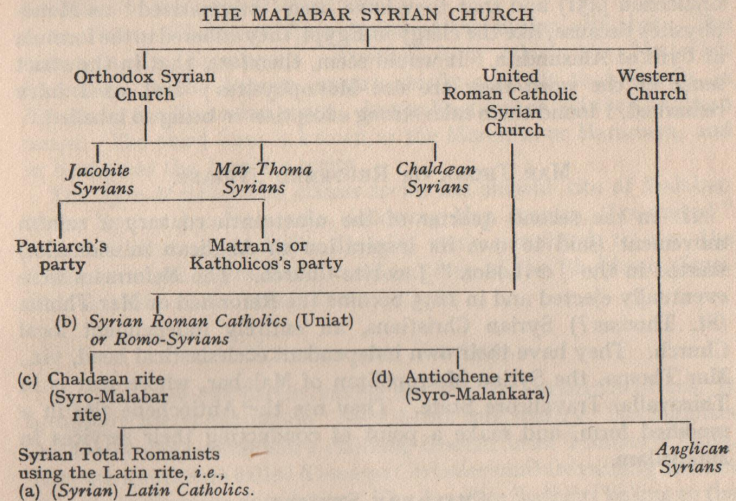 THE MALABAR SYRIAN CHURCH
Orthodox Syrian
Church
United
Roman Catholic
Syrian
Church
Western
Church
Jacobite
Syrians
Mar Thoma
Syrians
Chaldæan
Syrians
Patriarch's
party
Matran's or
Katholicos's party
(b) Syrian Roman Catholics (Uniat)
or Romo-Syrians
(c) Chaldæan rite
(Syro-Malabar
rite)
(d) Antiochene rite
(Syro-Malankara)
Syrian Total Romanists
using the Latin rite, i.e.,
(a) (Syrian) Latin Catholics.
Anglican
Syrians